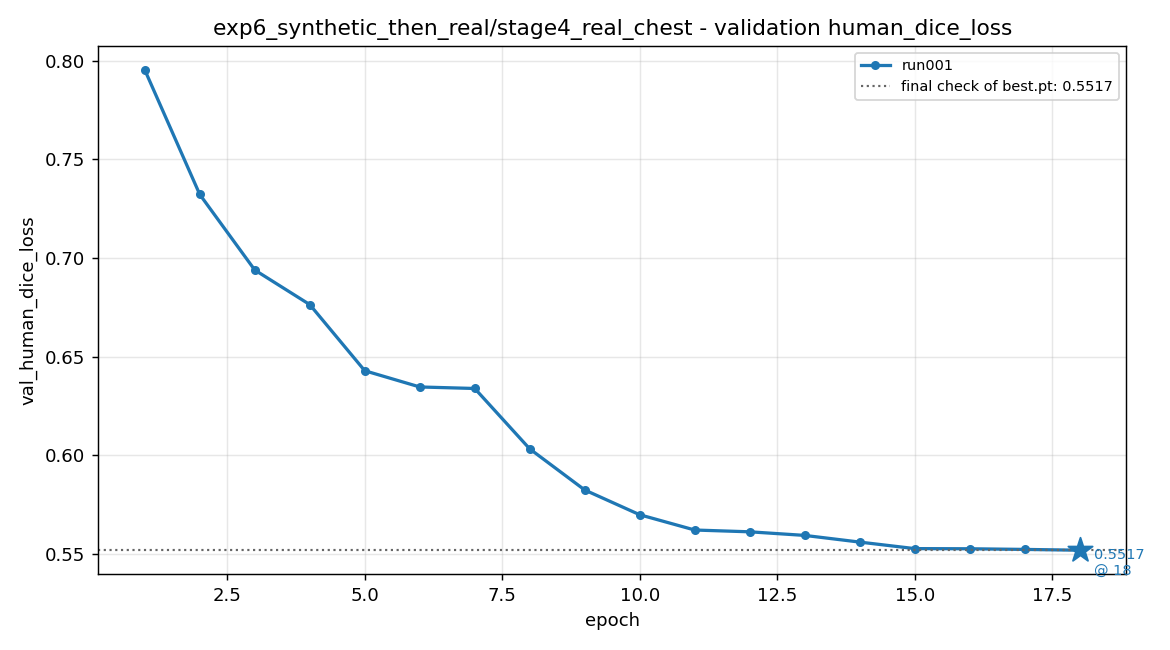 exp6_synthetic_then_real/stage4_real_chest - validation human_dice_loss
run001
final check of best.pt: 0.5517
val_human_dice_loss
0.80
0.75
0.70
0.65
0.60
0.55
0.5517
@ 18
2.5 5.0 7.5 10.0 12.5 15.0 17.5
epoch